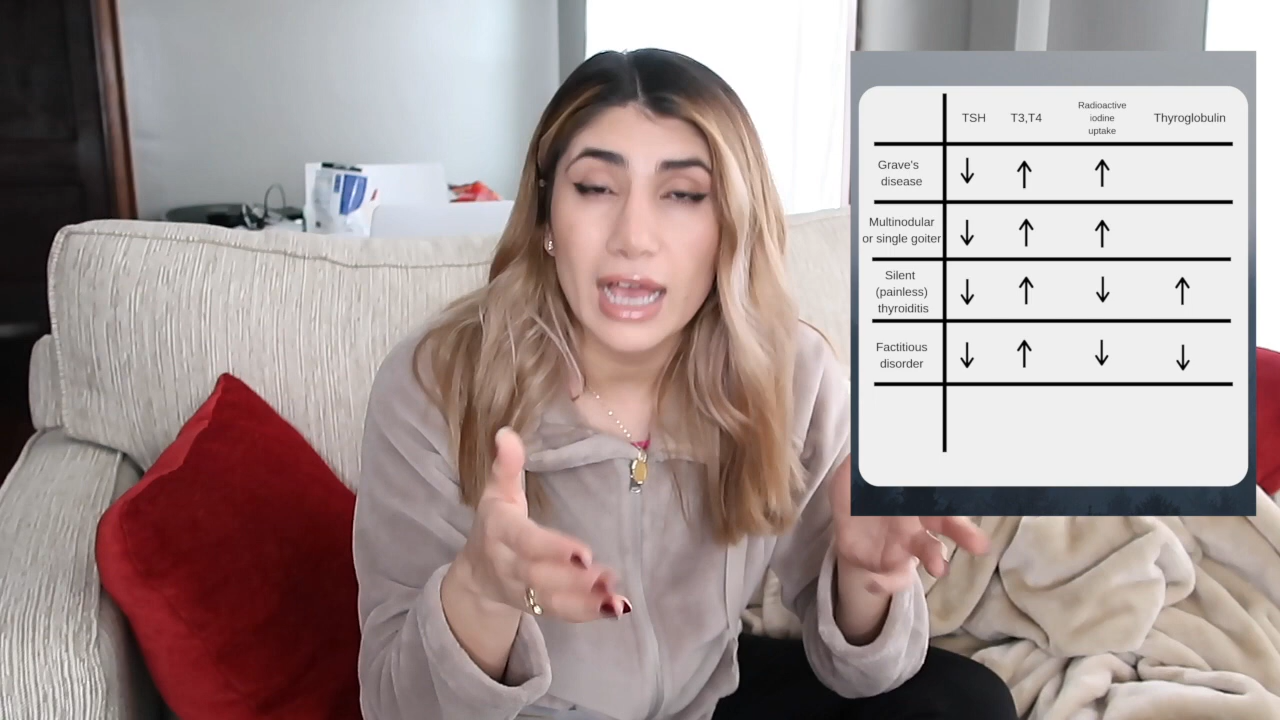 TSH T3,T4 Radioactive iodine uptake Thyroglobulin
Grave's
disease ↓ ↑ ↑
Multinodular
or single goiter ↓ ↑ ↑
Silent
(painless)
thyroiditis ↓ ↑ ↓ ↑
Factitious
disorder ↓ ↑ ↓ ↓